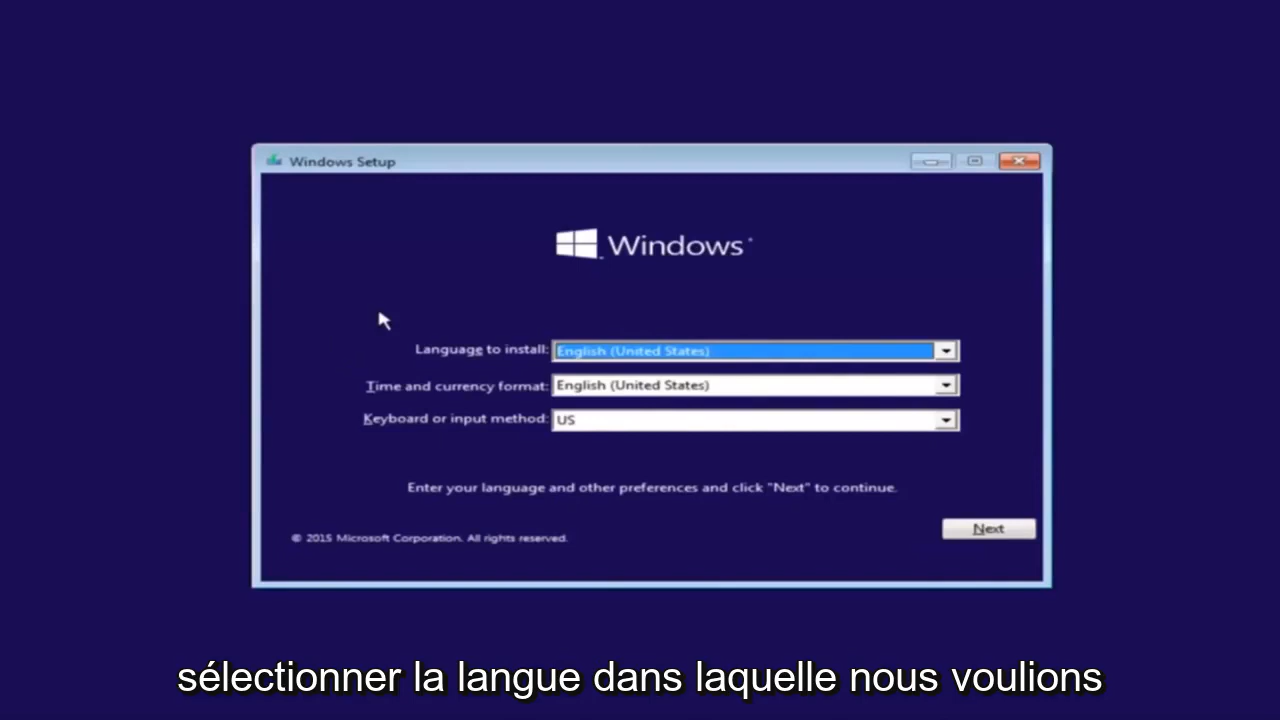 Windows Setup
Windows
Language to install: English (United States)
Time and currency format: English (United States)
Keyboard or input method: US
Enter your language and other preferences and click "Next" to continue.
Next
© 2015 Microsoft Corporation. All rights reserved.
sélectionner la langue dans laquelle nous voulions